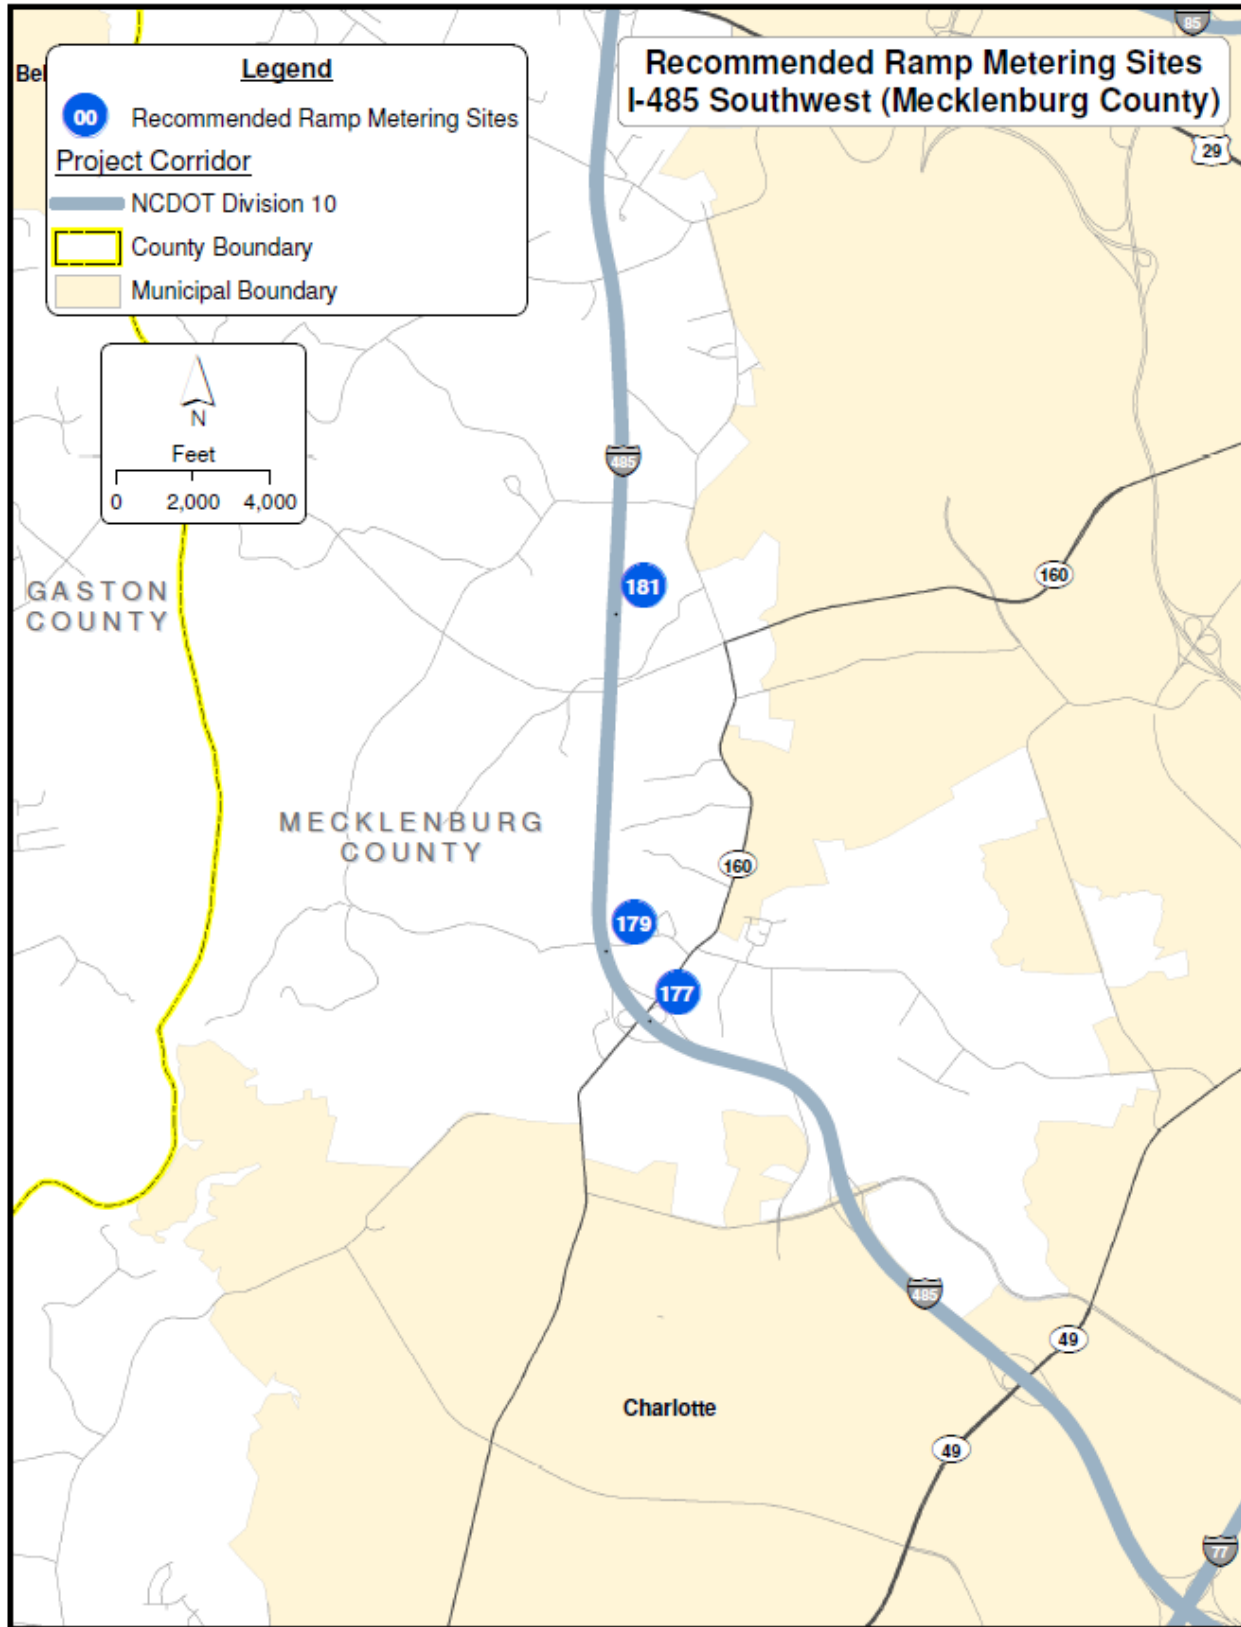 Recommended Ramp Metering Sites
I-485 Southwest (Mecklenburg County)
85
29
Bel
Legend
00 Recommended Ramp Metering Sites
Project Corridor
NCDOT Division 10
County Boundary
Municipal Boundary
N
Feet
0 2,000 4,000
485
GASTON
COUNTY
181
160
MECKLENBURG
COUNTY
160
179
177
485
49
Charlotte
49
77